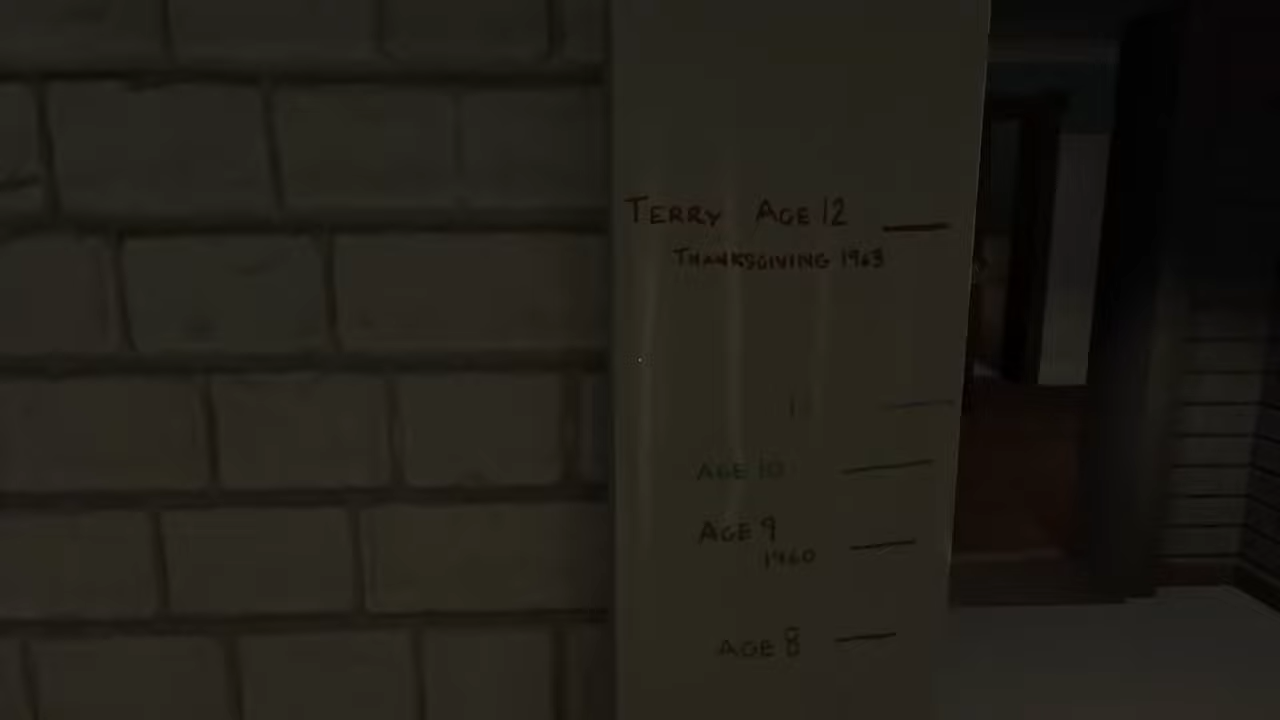 TERRY AGE 12
THANKSGIVING 1963
AGE 10
AGE 9
1960
AGE 8